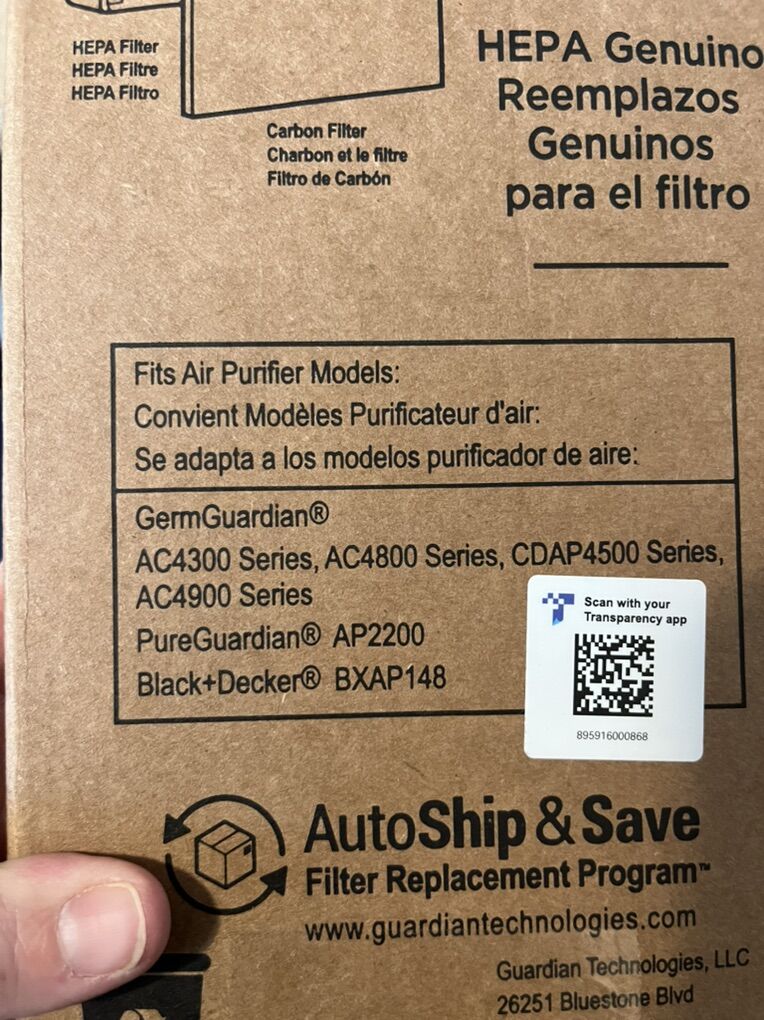 HEPA Filter
HEPA Filtre
HEPA Filtro
Carbon Filter
Charbon et le filtre
Filtro de Carbón
HEPA Genuino
Reemplazos
Genuinos
para el filtro
Fits Air Purifier Models:
Convient Modèles Purificateur d'air:
Se adapta a los modelos purificador de aire:
GermGuardian®
AC4300 Series, AC4800 Series, CDAP4500 Series,
AC4900 Series
PureGuardian® AP2200
Black+Decker® BXAP148
Scan with your
Transparency app
895916000868
AutoShip & Save
Filter Replacement Program™
www.guardiantechnologies.com
Guardian Technologies, LLC
26251 Bluestone Blvd